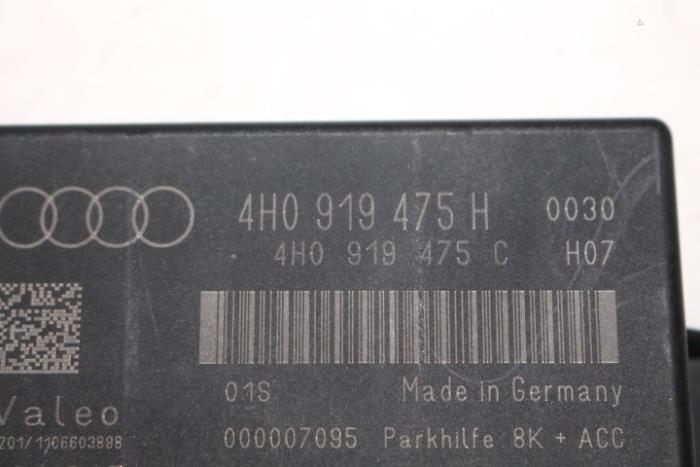 4H0 919 475 H 0030
4H0 919 475 C H07
01S Made in Germany
Valeo
000007095 Parkhilfe 8K + ACC
201/1106603898